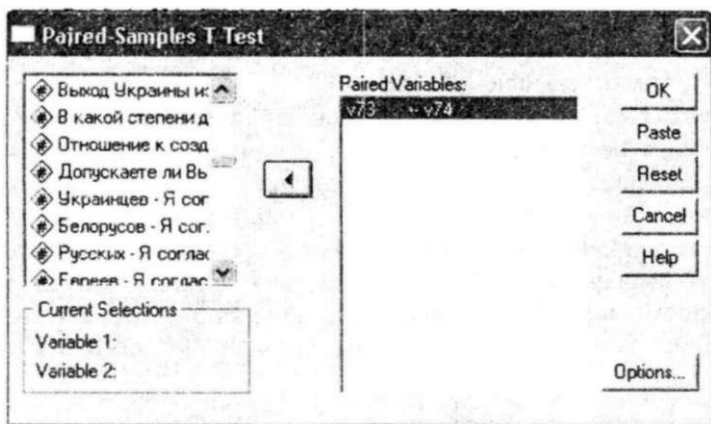 Paired-Samples T Test
Выход Украины из
В какой степени д
Отношение к созд
Допускаете ли Вы
Украинцев - Я сог
Белорусов - Я сог.
Русских - Я соглас
Евреев - Я соглас
Current Selections
Variable 1:
Variable 2:
Paired Variables:
v73 -- v74
OK
Paste
Reset
Cancel
Help
Options...